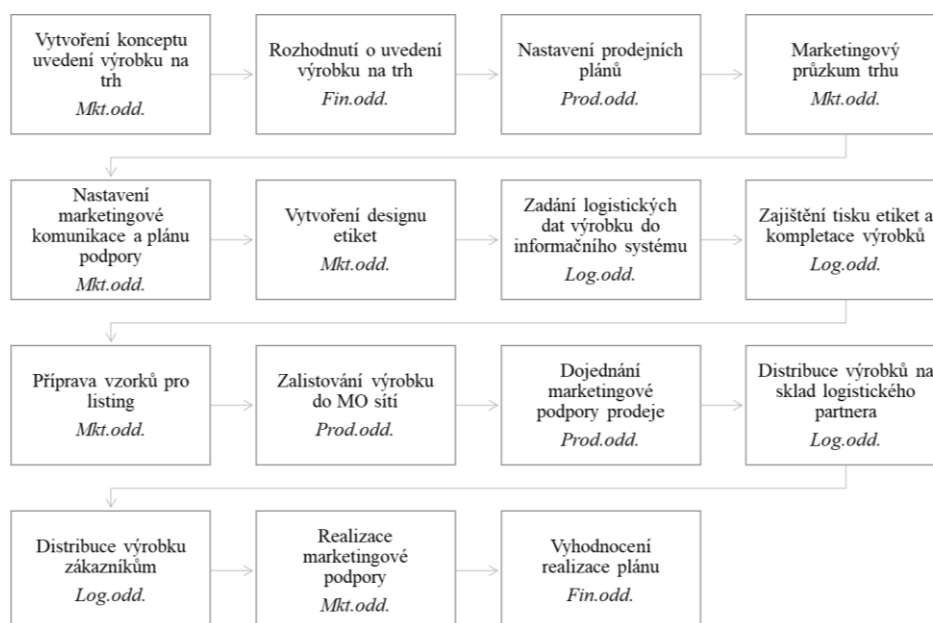 Vytvoření konceptu
uvedení výrobku na
trh
Mkt.odd.
Rozhodnutí o uvedení
výrobku na trh
Fin.odd.
Nastavení prodejních
plánů
Prod.odd.
Marketingový
průzkum trhu
Mkt.odd.
Nastavení
marketingové
komunikace a plánu
podpory
Mkt.odd.
Vytvoření designu
etiket
Mkt.odd.
Zadání logistických
dat výrobku do
informačního systému
Log.odd.
Zajištění tisku etiket a
kompletace výrobků
Log.odd.
Příprava vzorků pro
listing
Mkt.odd.
Zalistování výrobku
do MO sítí
Prod.odd.
Dojednání
marketingové
podpory prodeje
Prod.odd.
Distribuce výrobků na
sklad logistického
partnera
Log.odd.
Distribuce výrobku
zákazníkům
Log.odd.
Realizace
marketingové
podpory
Mkt.odd.
Vyhodnocení
realizace plánu
Fin.odd.